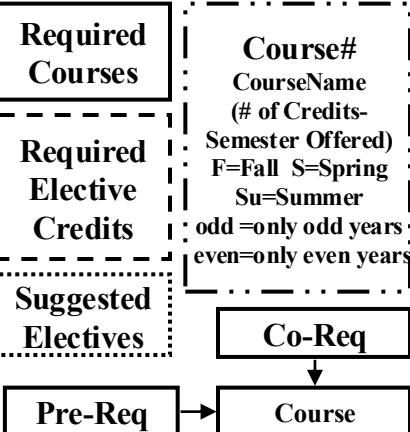 Required
Courses
Required
Elective
Credits
Suggested
Electives
Course#
CourseName
(# of Credits-
Semester Offered)
F=Fall S=Spring
Su=Summer
odd =only odd years
even=only even years
Co-Req
Pre-Req
Course